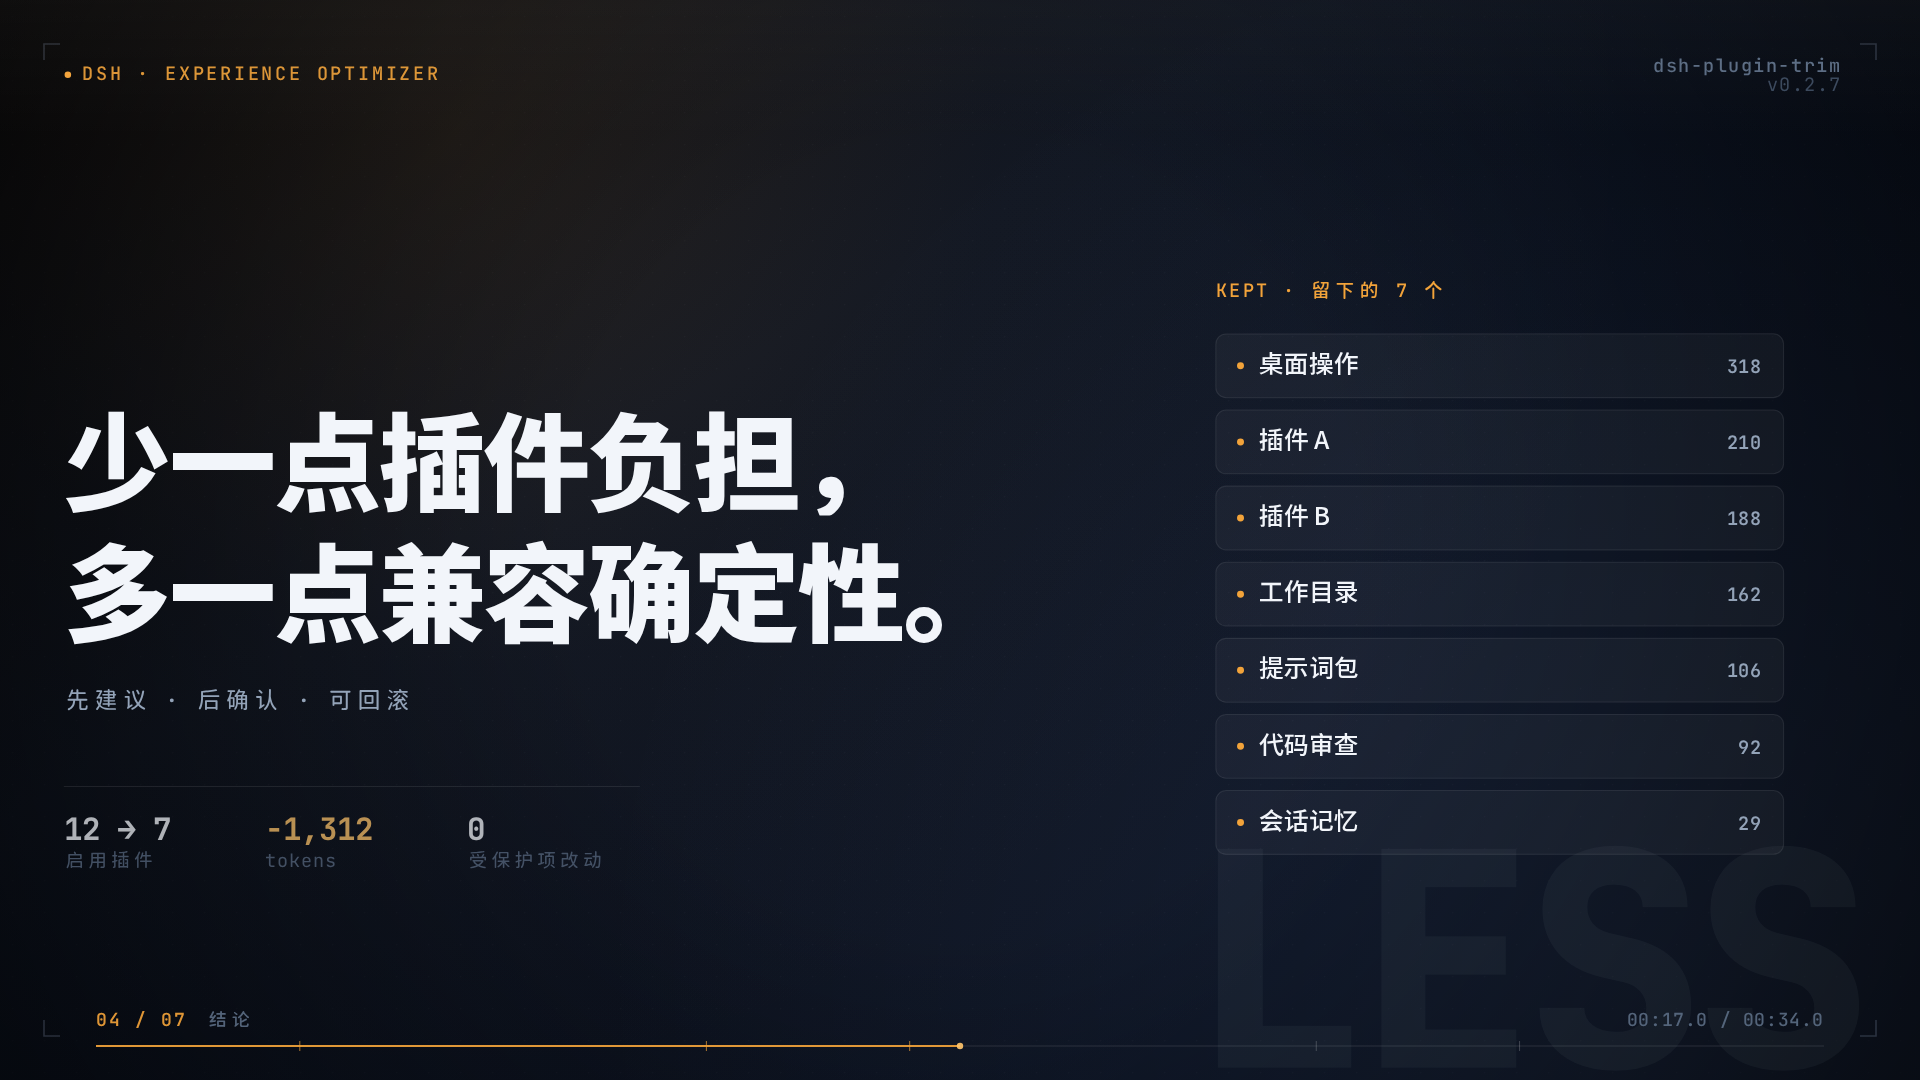 DSH · EXPERIENCE OPTIMIZER
dsh-plugin-trim
v0.2.7
少一点插件负担，
多一点兼容确定性。
先建议 · 后确认 · 可回滚
12 → 7
启用插件
-1,312
tokens
0
受保护项改动
KEPT · 留下的 7 个
桌面操作 318
插件 A 210
插件 B 188
工作目录 162
提示词包 106
代码审查 92
会话记忆 29
LESS
04 / 07 结论
00:17.0 / 00:34.0